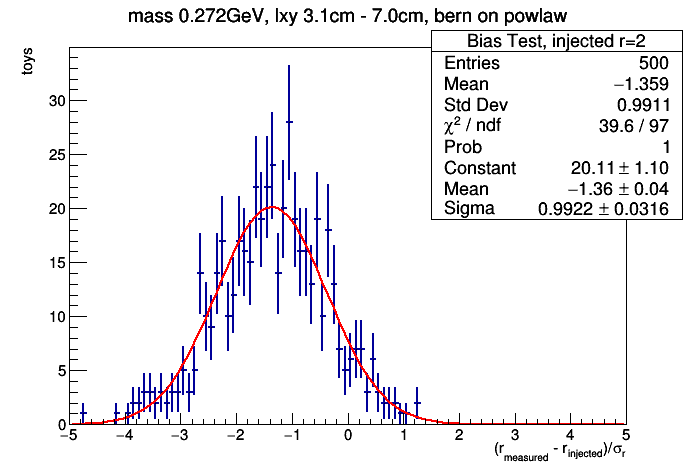 mass 0.272GeV, lxy 3.1cm - 7.0cm, bern on powlaw
Bias Test, injected r=2
Entries 500
Mean −1.359
Std Dev 0.9911
χ² / ndf 39.6 / 97
Prob 1
Constant 20.11 ± 1.10
Mean −1.36 ± 0.04
Sigma 0.9922 ± 0.0316
toys
30
25
20
15
10
5
0
−5 −4 −3 −2 −1 0 1 2 3 4 5
(r_measured - r_injected)/σ_r